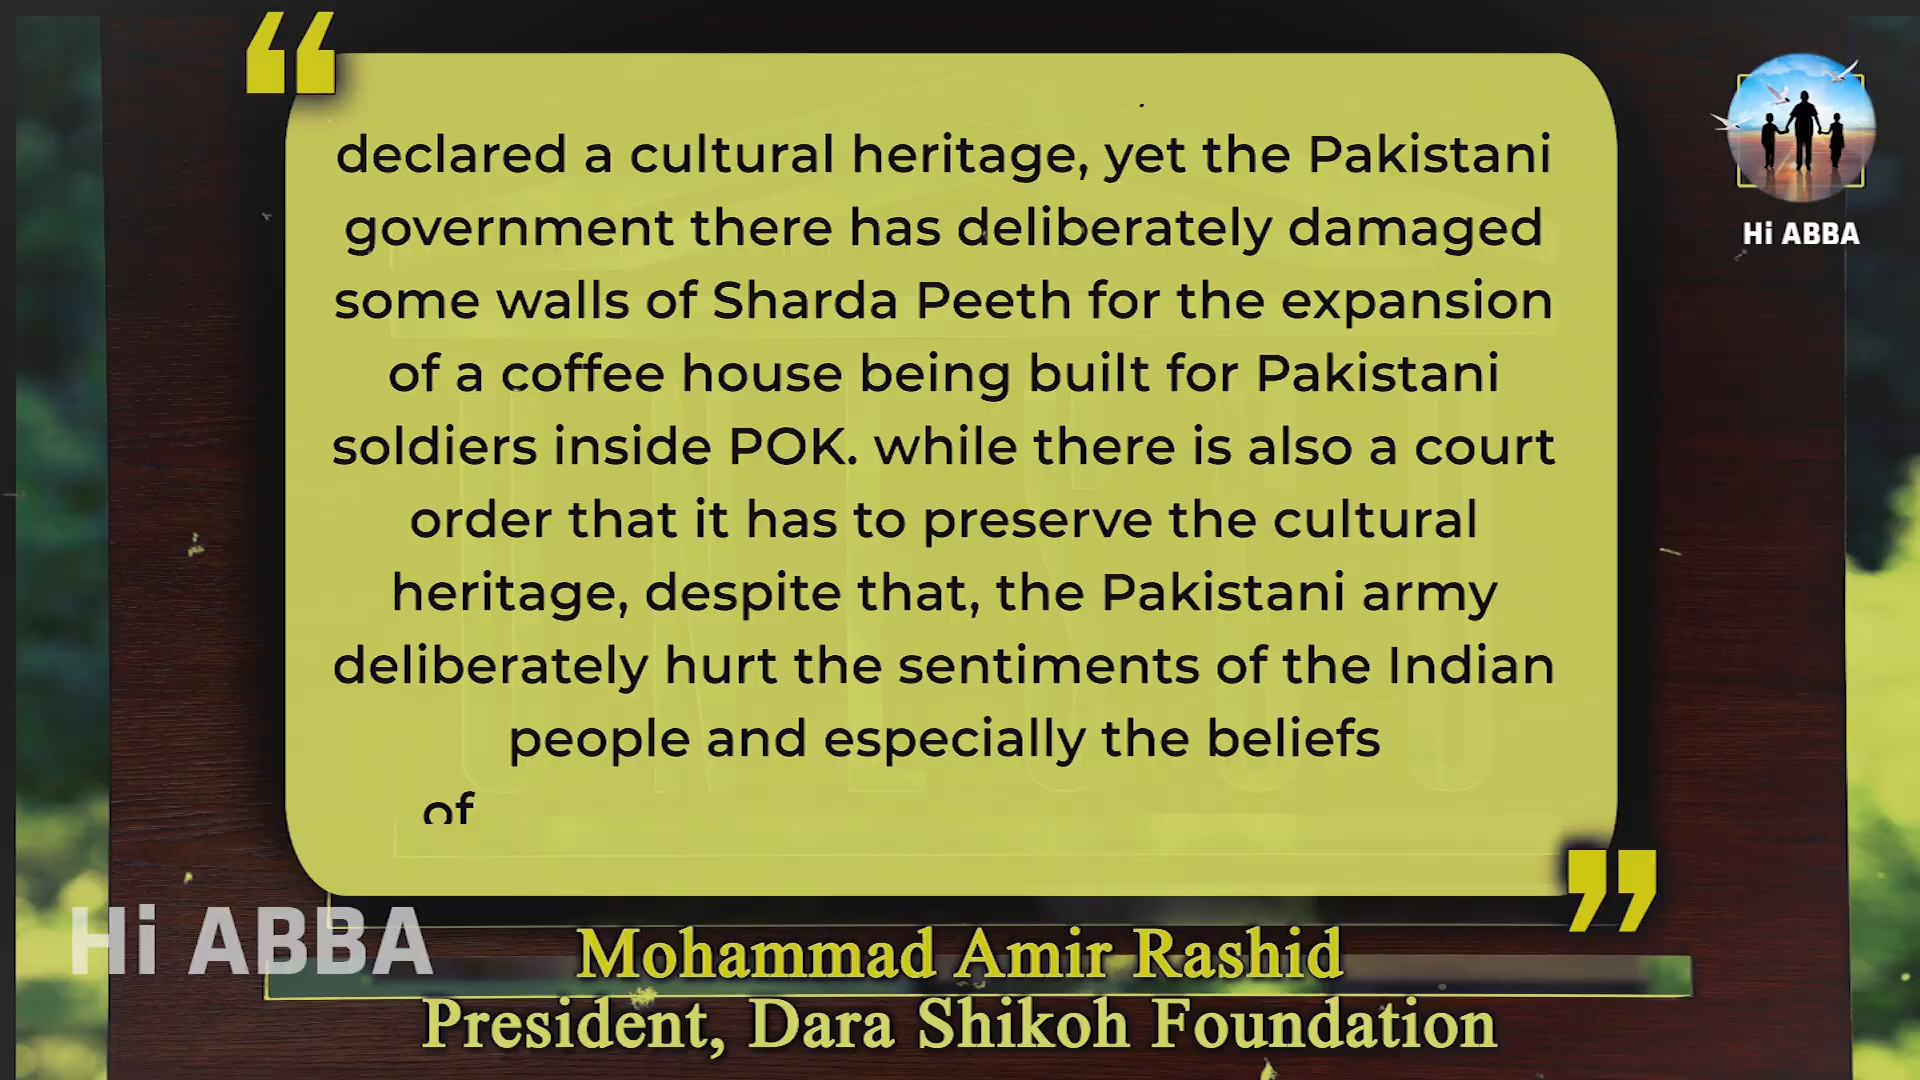 “
declared a cultural heritage, yet the Pakistani
government there has deliberately damaged
some walls of Sharda Peeth for the expansion
of a coffee house being built for Pakistani
soldiers inside POK. while there is also a court
order that it has to preserve the cultural
heritage, despite that, the Pakistani army
deliberately hurt the sentiments of the Indian
people and especially the beliefs
of
”
Hi ABBA
Hi ABBA
Mohammad Amir Rashid
President, Dara Shikoh Foundation